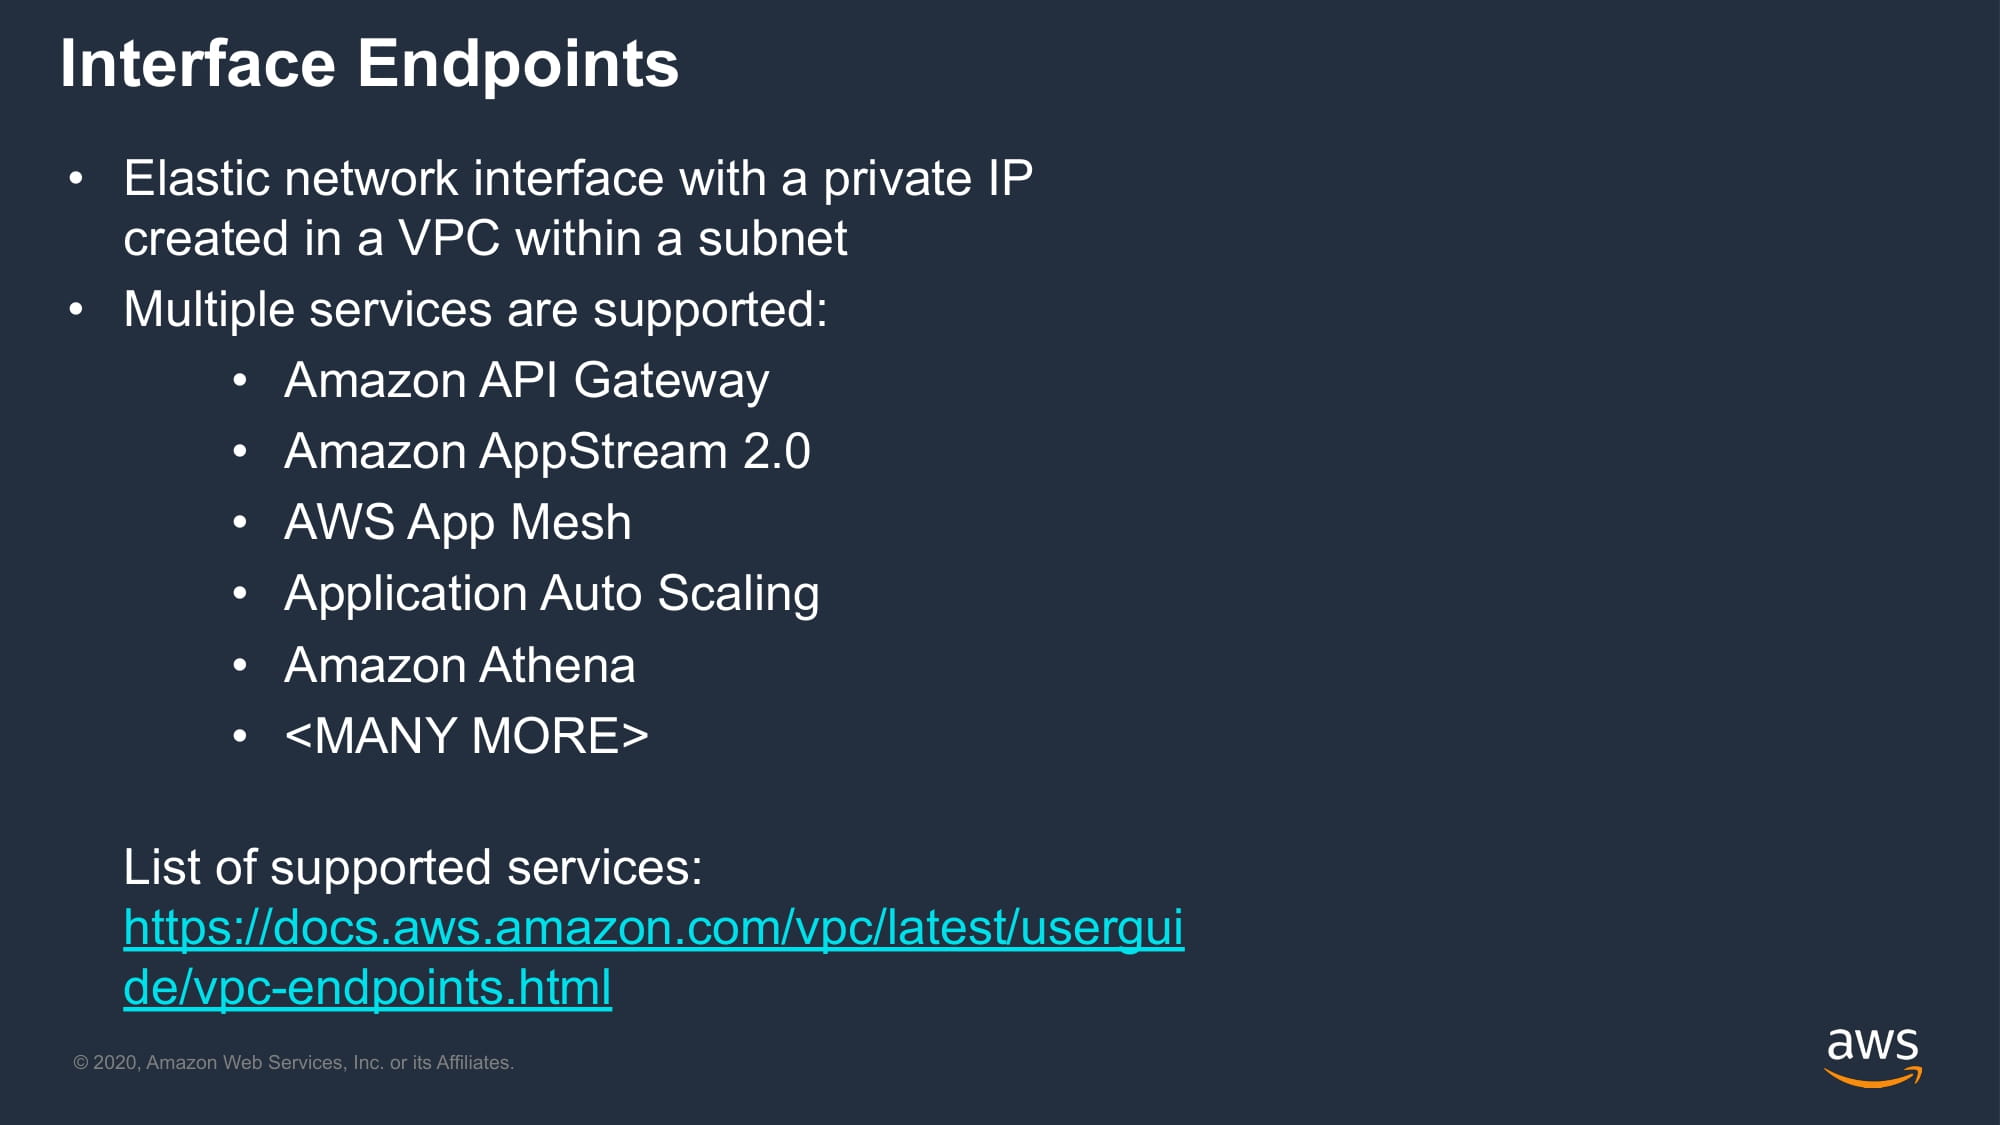 Interface Endpoints
• Elastic network interface with a private IP
created in a VPC within a subnet
• Multiple services are supported:
• Amazon API Gateway
• Amazon AppStream 2.0
• AWS App Mesh
• Application Auto Scaling
• Amazon Athena
• <MANY MORE>
List of supported services:
https://docs.aws.amazon.com/vpc/latest/usergui
de/vpc-endpoints.html
© 2020, Amazon Web Services, Inc. or its Affiliates.
aws